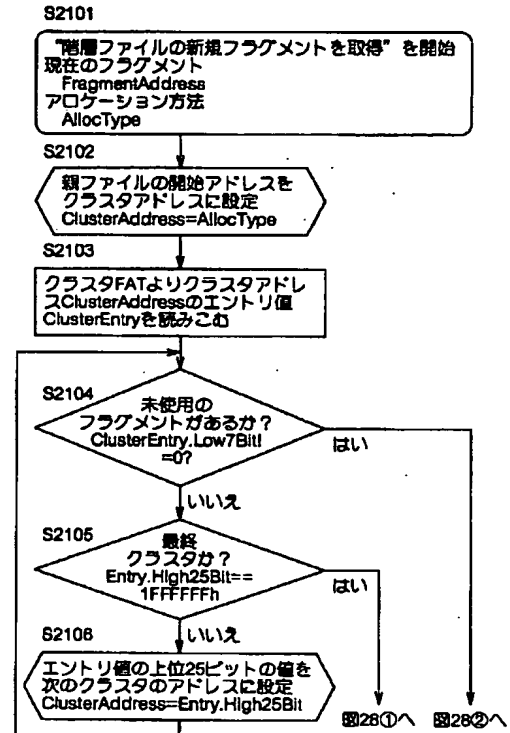 S2101
“階層ファイルの新規フラグメントを取得”を開始
現在のフラグメント
FragmentAddress
アロケーション方法
AllocType
S2102
親ファイルの開始アドレスを
クラスタアドレスに設定
ClusterAddress=AllocType
S2103
クラスタFATよりクラスタアドレ
スClusterAddressのエントリ値
ClusterEntryを読みこむ
S2104
未使用の
フラグメントがあるか？
ClusterEntry.Low7Bit!
=0?
はい
いいえ
S2105
最終
クラスタか？
Entry.High25Bit==
1FFFFFFh
はい
いいえ
S2106
エントリ値の上位25ビットの値を
次のクラスタのアドレスに設定
ClusterAddress=Entry.High25Bit
図28①へ 図28②へ